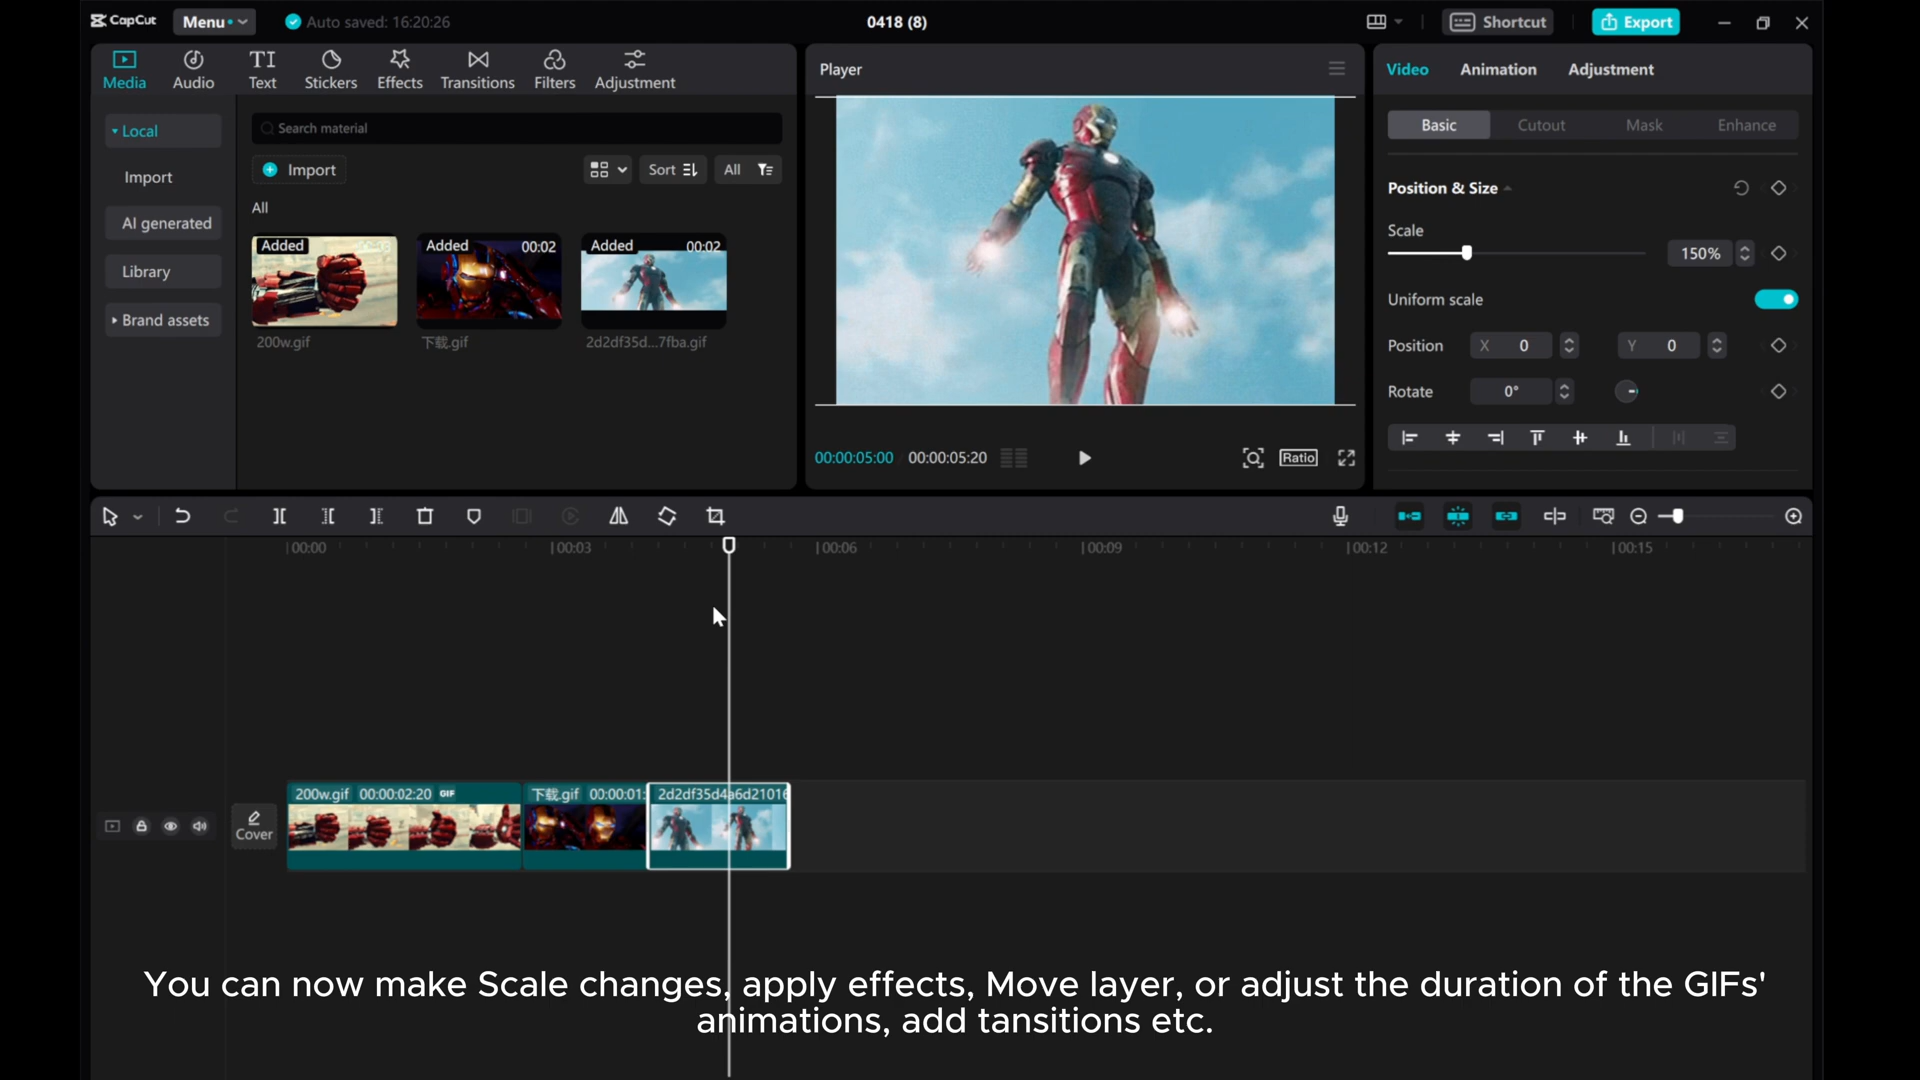 CapCut
Menu
Auto saved: 16:20:26
0418 (8)
Shortcut
Export
Media
Audio
TI
Text
Stickers
Effects
Transitions
Filters
Adjustment
Local
Import
AI generated
Library
Brand assets
Search material
Import
Sort
All
All
Added
Added 00:02
Added 00:02
200w.gif
下载.gif
2d2df35d...7fba.gif
Player
00:00:05:00 00:00:05:20
Ratio
Video Animation Adjustment
Basic Cutout Mask Enhance
Position & Size
Scale
150%
Uniform scale
Position X 0 Y 0
Rotate 0°
00:00 00:03 00:06 00:09 00:12 00:15
Cover
200w.gif 00:00:02:20 GIF
下载.gif 00:00:01:
2d2df35d4a6d21016
You can now make Scale changes, apply effects, Move layer, or adjust the duration of the GIFs'
animations, add tansitions etc.